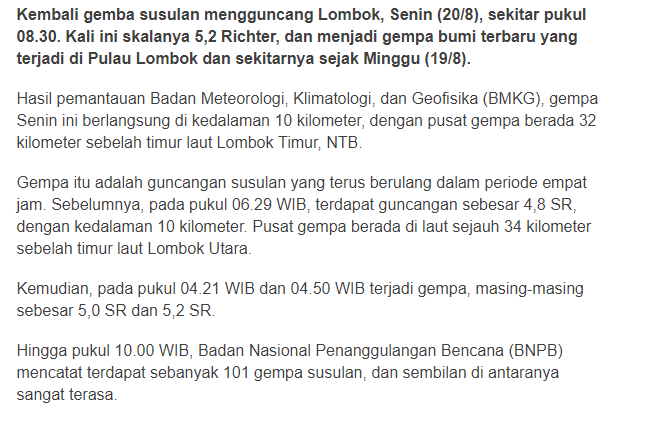 Kembali gemba susulan mengguncang Lombok, Senin (20/8), sekitar pukul
08.30. Kali ini skalanya 5,2 Richter, dan menjadi gempa bumi terbaru yang
terjadi di Pulau Lombok dan sekitarnya sejak Minggu (19/8).
Hasil pemantauan Badan Meteorologi, Klimatologi, dan Geofisika (BMKG), gempa
Senin ini berlangsung di kedalaman 10 kilometer, dengan pusat gempa berada 32
kilometer sebelah timur laut Lombok Timur, NTB.
Gempa itu adalah guncangan susulan yang terus berulang dalam periode empat
jam. Sebelumnya, pada pukul 06.29 WIB, terdapat guncangan sebesar 4,8 SR,
dengan kedalaman 10 kilometer. Pusat gempa berada di laut sejauh 34 kilometer
sebelah timur laut Lombok Utara.
Kemudian, pada pukul 04.21 WIB dan 04.50 WIB terjadi gempa, masing-masing
sebesar 5,0 SR dan 5,2 SR.
Hingga pukul 10.00 WIB, Badan Nasional Penanggulangan Bencana (BNPB)
mencatat terdapat sebanyak 101 gempa susulan, dan sembilan di antaranya
sangat terasa.